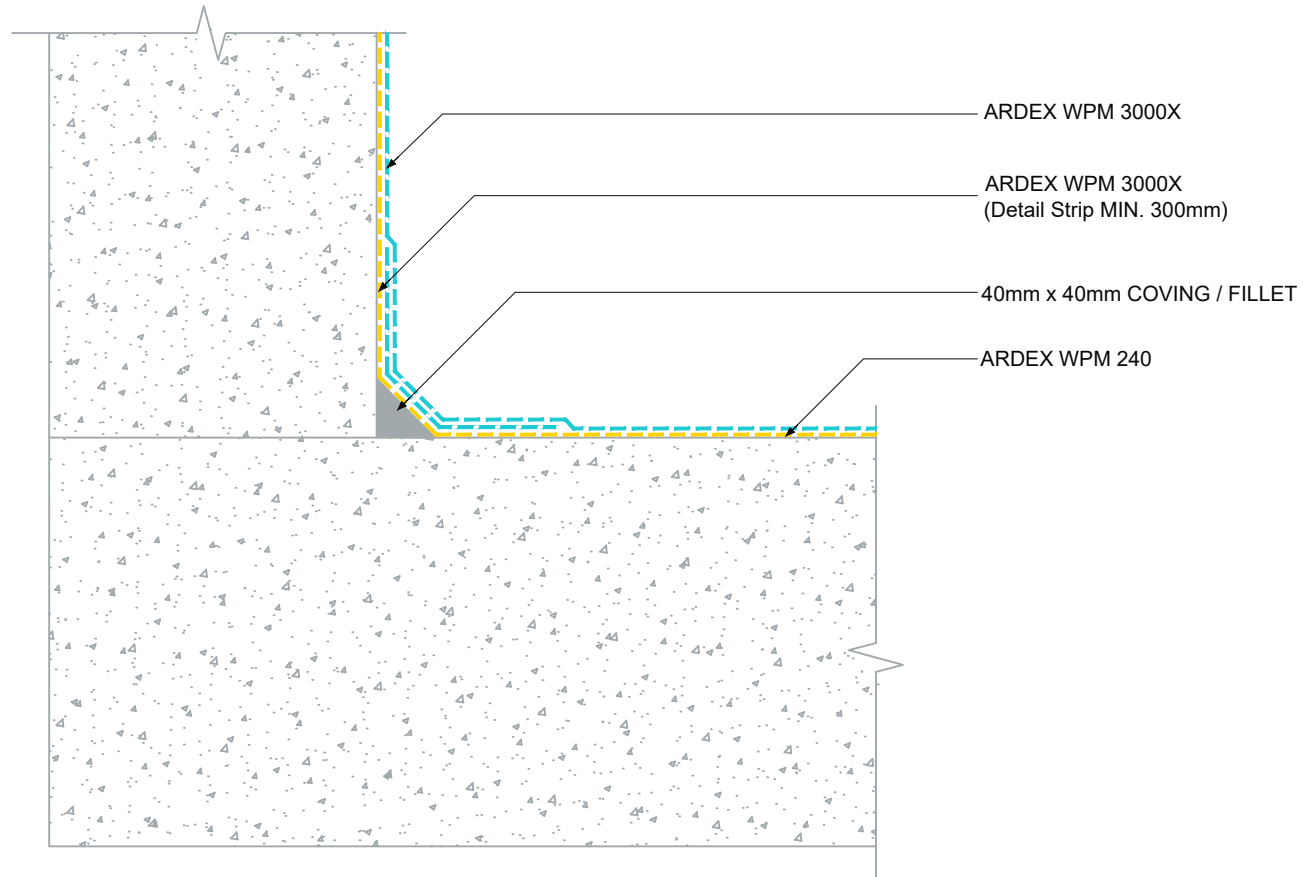 ARDEX WPM 3000X
ARDEX WPM 3000X
(Detail Strip MIN. 300mm)
40mm x 40mm COVING / FILLET
ARDEX WPM 240